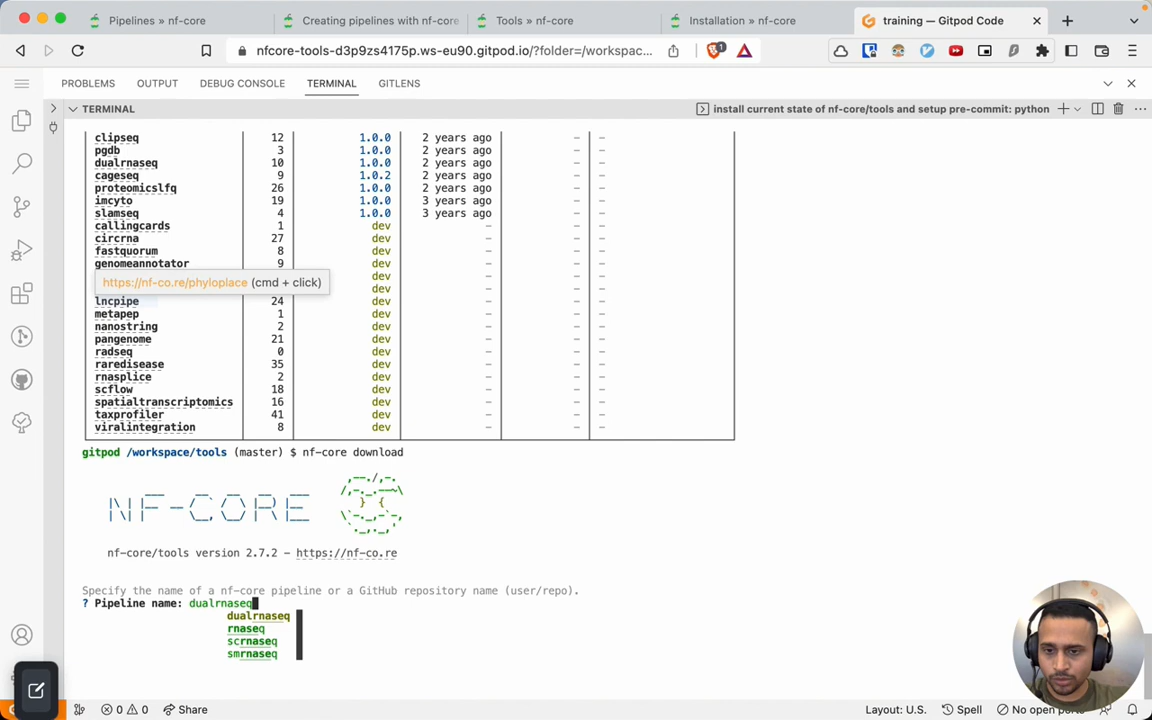 Pipelines » nf-core
Creating pipelines with nf-core
Tools » nf-core
Installation » nf-core
training — Gitpod Code
nfcore-tools-d3p9zs4175p.ws-eu90.gitpod.io/?folder=/workspac...
1
PROBLEMS OUTPUT DEBUG CONSOLE TERMINAL GITLENS
TERMINAL
install current state of nf-core/tools and setup pre-commit: python
clipseq 12 1.0.0 2 years ago – –
pgdb 3 1.0.0 2 years ago – –
dualrnaseq 10 1.0.0 2 years ago – –
cageseq 9 1.0.2 2 years ago – –
proteomicslfq 26 1.0.0 2 years ago – –
imcyto 19 1.0.0 3 years ago – –
slamseq 4 1.0.0 3 years ago – –
callingcards 1 dev – – –
circrna 27 dev – – –
fastquorum 8 dev – – –
genomeannotator 9 dev – – –
https://nf-co.re/phyloplace (cmd + click) dev – – –
dev – – –
lncpipe 24 dev – – –
metapep 1 dev – – –
nanostring 2 dev – – –
pangenome 21 dev – – –
radseq 0 dev – – –
raredisease 35 dev – – –
rnasplice 2 dev – – –
scflow 18 dev – – –
spatialtranscriptomics 16 dev – – –
taxprofiler 41 dev – – –
viralintegration 8 dev – – –
gitpod /workspace/tools (master) $ nf-core download
NF-CORE
nf-core/tools version 2.7.2 – https://nf-co.re
Specify the name of a nf-core pipeline or a GitHub repository name (user/repo).
? Pipeline name: dualrnaseq
dualrnaseq
rnaseq
scrnaseq
smrnaseq
0 0 Share
Layout: U.S. Spell No open ports